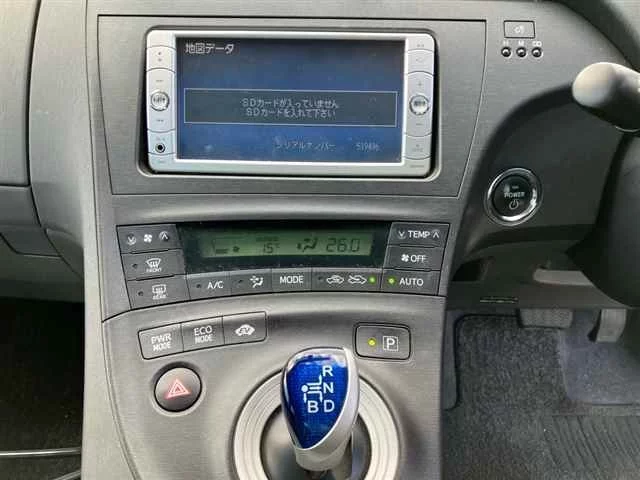 地図データ
SDカードが入っていません
SDカードを入れて下さい
シリアルナンバー 519496
POWER
TEMP
15 26.0
OFF
FRONT
REAR
A/C
MODE
AUTO
PWR MODE
ECO MODE
P
R
N
B D